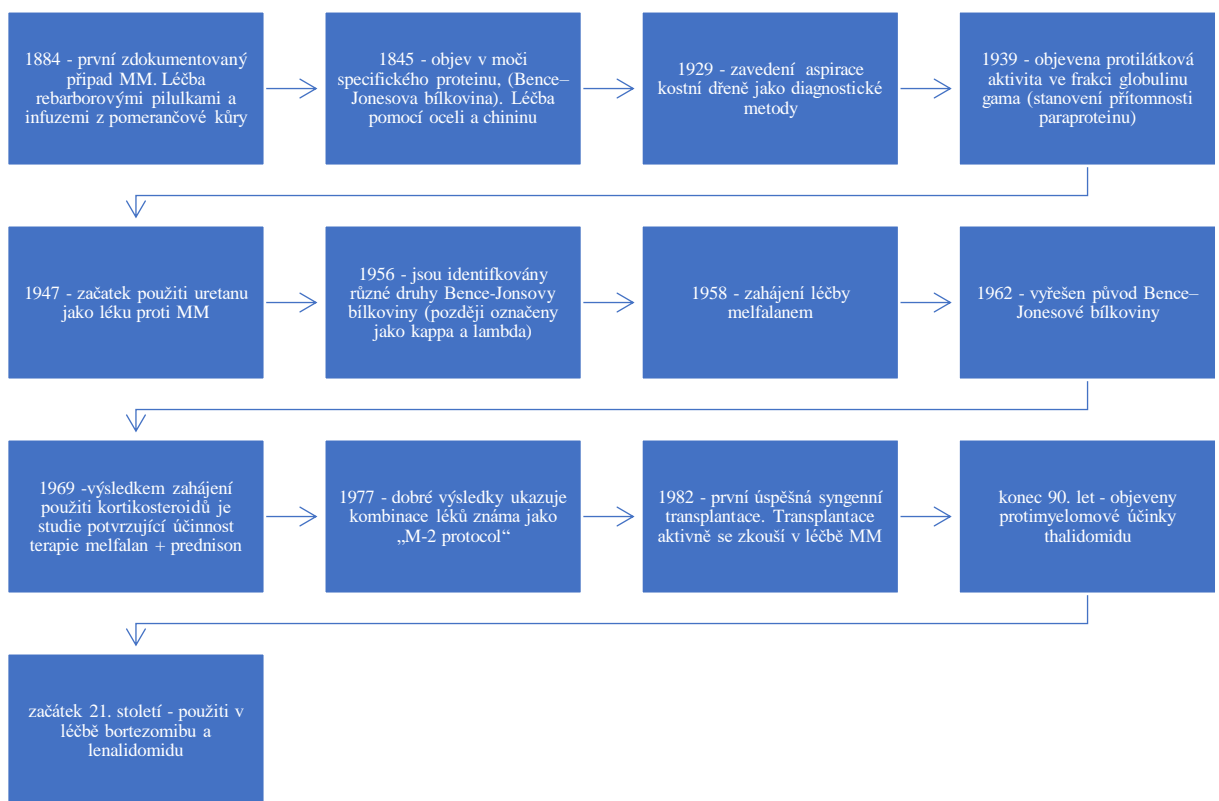 1884 - první zdokumentovaný
připad MM. Léčba
rebarborovými pilulkami a
infuzemi z pomerančové kůry
1845 - objev v moči
specifického proteinu, (Bence–
Jonesova bílkovina). Léčba
pomocí oceli a chininu
1929 - zavedení aspirace
kostní dřeně jako diagnostické
metody
1939 - objevena protilátková
aktivita ve frakci globulinu
gama (stanovení přítomnosti
paraproteinu)
1947 - začatek použiti uretanu
jako léku proti MM
1956 - jsou identifkovány
různé druhy Bence-Jonsovy
bílkoviny (později označeny
jako kappa a lambda)
1958 - zahájení léčby
melfalanem
1962 - vyřešen původ Bence–
Jonesové bílkoviny
1969 -výsledkem zahájení
použiti kortikosteroidů je
studie potvrzující účinnost
terapie melfalan + prednison
1977 - dobré výsledky ukazuje
kombinace léků známa jako
„M-2 protocol“
1982 - první úspěšná syngenní
transplantace. Transplantace
aktivně se zkouší v léčbě MM
konec 90. let - objeveny
protimyelomové účinky
thalidomidu
začátek 21. století - použiti v
léčbě bortezomibu a
lenalidomidu